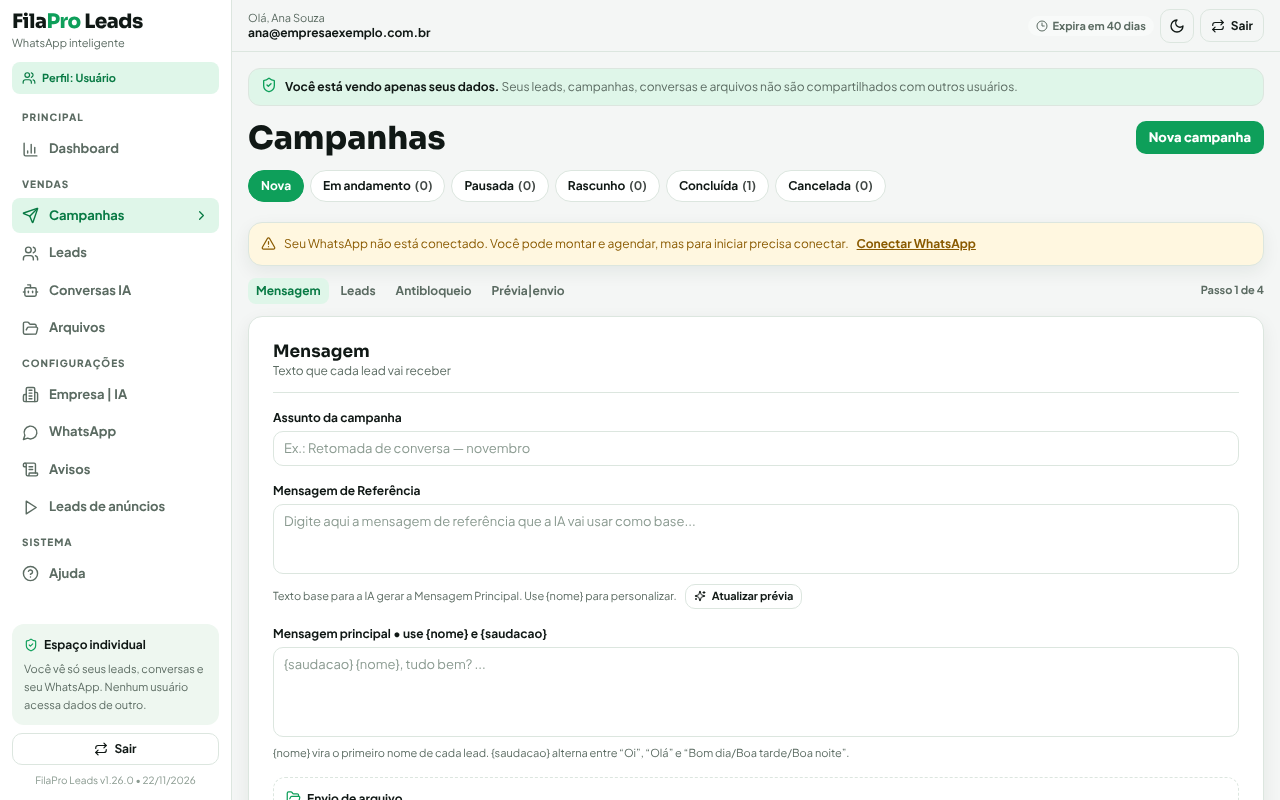 FilaPro Leads
WhatsApp inteligente
Perfil: Usuário
PRINCIPAL
Dashboard
VENDAS
Campanhas
Leads
Conversas IA
Arquivos
CONFIGURAÇÕES
Empresa | IA
WhatsApp
Avisos
Leads de anúncios
SISTEMA
Ajuda
Espaço individual
Você vê só seus leads, conversas e
seu WhatsApp. Nenhum usuário
acessa dados de outro.
Sair
FilaPro Leads v1.26.0 • 22/11/2026
Olá, Ana Souza
ana@empresaexemplo.com.br
Expira em 40 dias
Sair
Você está vendo apenas seus dados. Seus leads, campanhas, conversas e arquivos não são compartilhados com outros usuários.
Campanhas
Nova campanha
Nova
Em andamento (0)
Pausada (0)
Rascunho (0)
Concluída (1)
Cancelada (0)
Seu WhatsApp não está conectado. Você pode montar e agendar, mas para iniciar precisa conectar. Conectar WhatsApp
Mensagem
Leads
Antibloqueio
Prévia|envio
Passo 1 de 4
Mensagem
Texto que cada lead vai receber
Assunto da campanha
Ex.: Retomada de conversa — novembro
Mensagem de Referência
Digite aqui a mensagem de referência que a IA vai usar como base...
Texto base para a IA gerar a Mensagem Principal. Use {nome} para personalizar.
Atualizar prévia
Mensagem principal • use {nome} e {saudacao}
{saudacao} {nome}, tudo bem? ...
{nome} vira o primeiro nome de cada lead. {saudacao} alterna entre “Oi”, “Olá” e “Bom dia/Boa tarde/Boa noite”.
Envio de arquivo